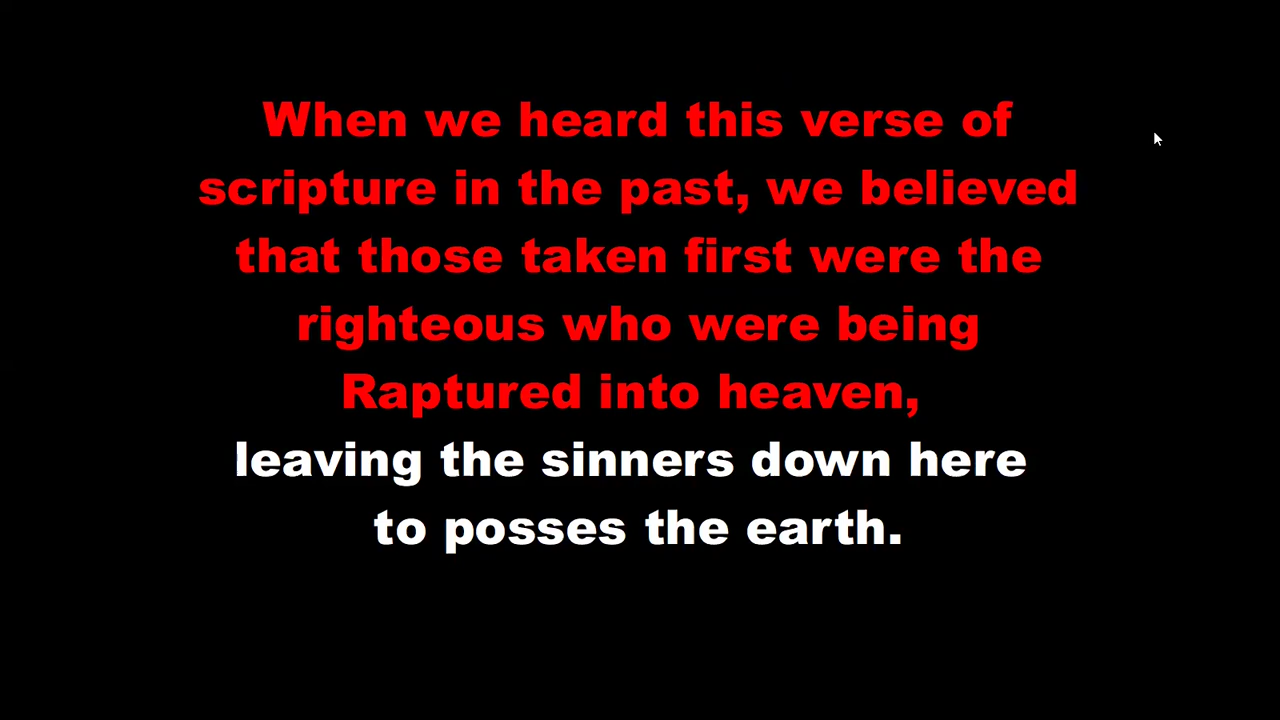 When we heard this verse of
scripture in the past, we believed
that those taken first were the
righteous who were being
Raptured into heaven,
leaving the sinners down here
to posses the earth.